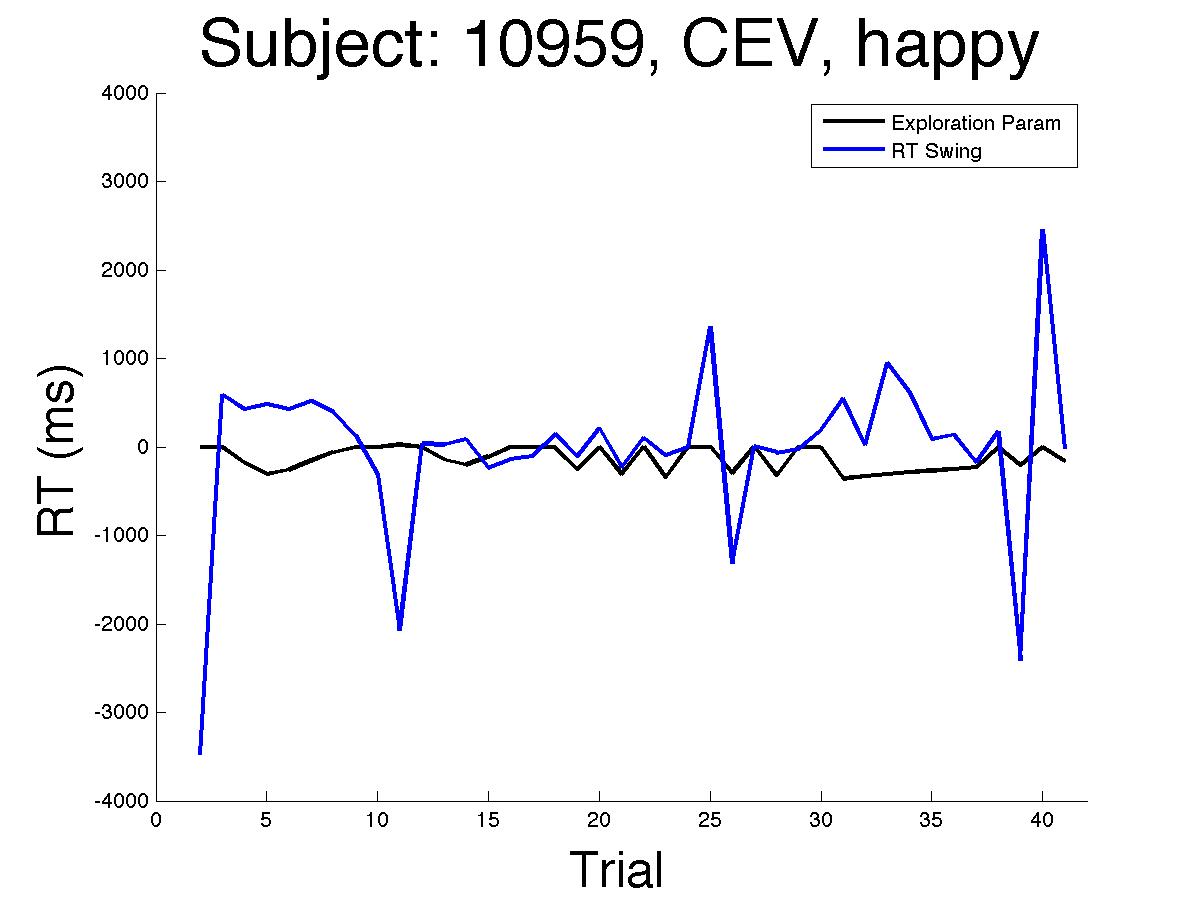 Subject: 10959, CEV, happy
4000
3000
2000
1000
0
-1000
-2000
-3000
-4000
RT (ms)
Exploration Param
RT Swing
0 5 10 15 20 25 30 35 40
Trial